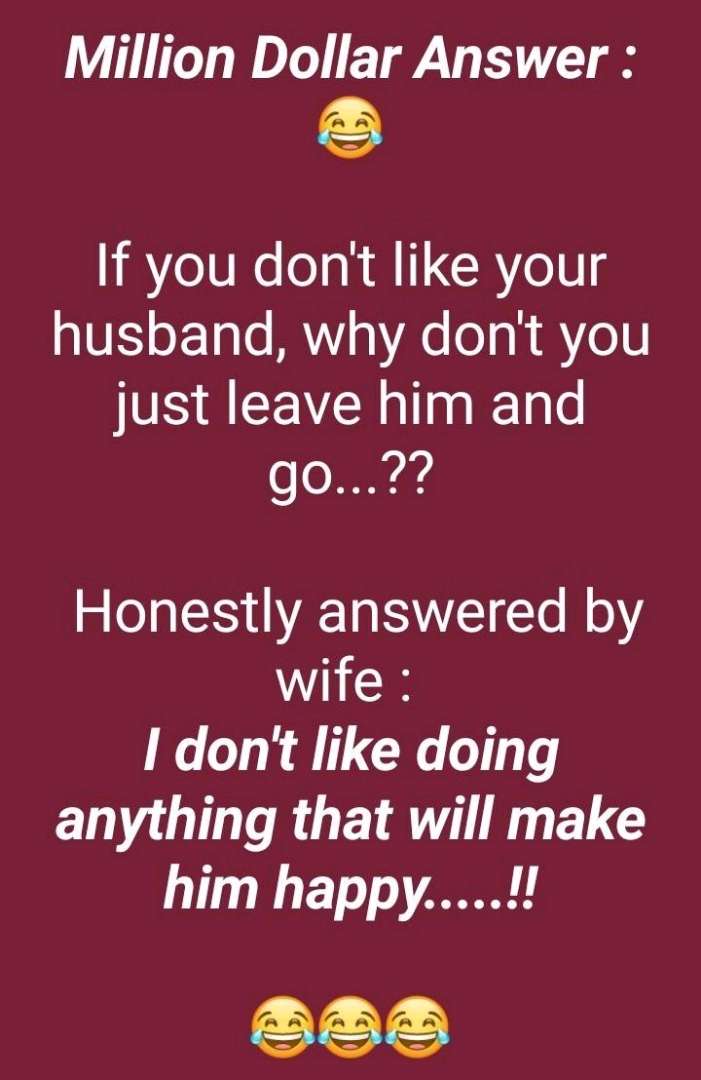 Million Dollar Answer :
😂
If you don't like your
husband, why don't you
just leave him and
go...??
Honestly answered by
wife :
I don't like doing
anything that will make
him happy.....!!
😂😂😂